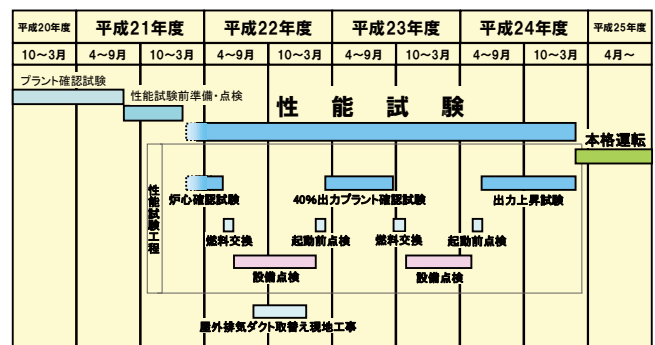 平成20年度 平成21年度 平成22年度 平成23年度 平成24年度 平成25年度
10～3月 4～9月 10～3月 4～9月 10～3月 4～9月 10～3月 4～9月 10～3月 4月～
プラント確認試験
性能試験前準備・点検
性能試験
本格運転
性能試験工程
炉心確認試験 40%出力プラント確認試験 出力上昇試験
燃料交換 起動前点検 燃料交換 起動前点検
設備点検 設備点検
屋外排気ダクト取替え現地工事